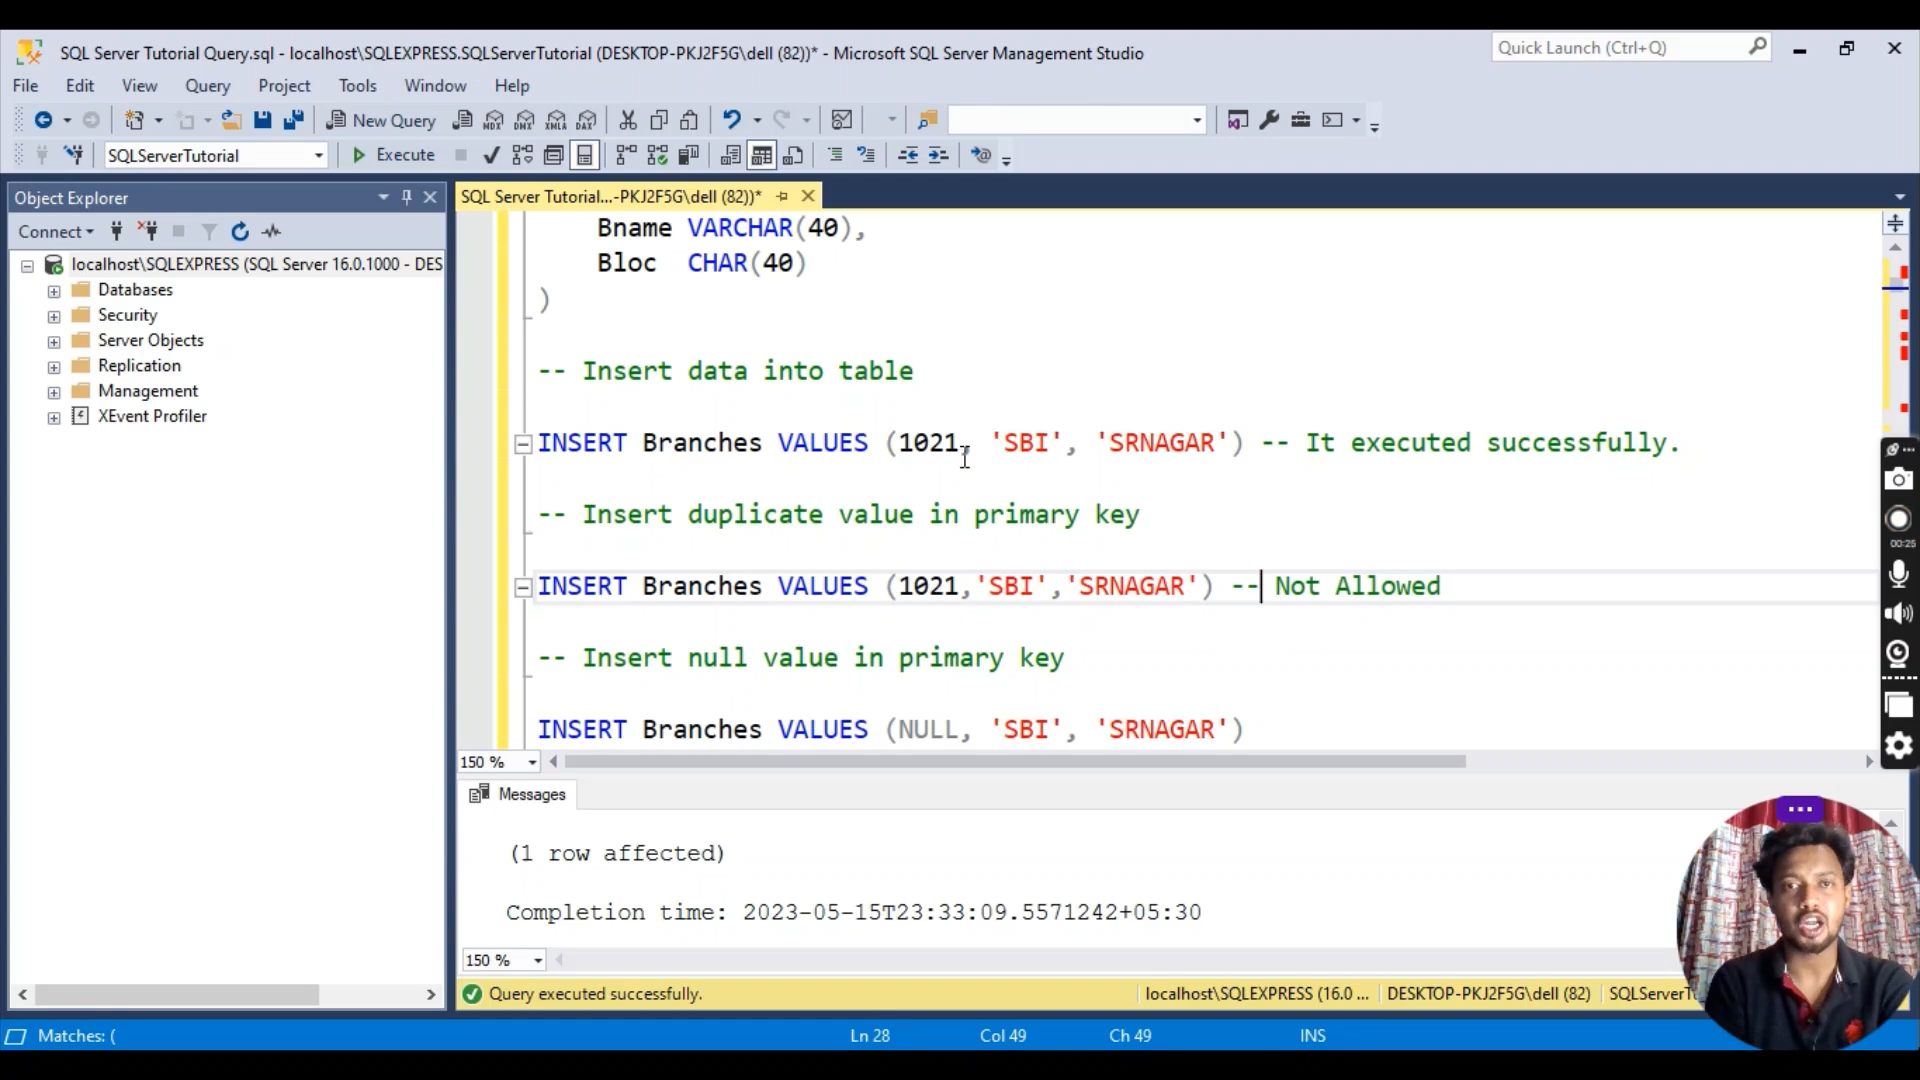 SQL Server Tutorial Query.sql - localhost\SQLEXPRESS.SQLServerTutorial (DESKTOP-PKJ2F5G\dell (82))* - Microsoft SQL Server Management Studio
Quick Launch (Ctrl+Q)
File Edit View Query Project Tools Window Help
New Query MDX DMX XMLA DAX
SQLServerTutorial Execute
Object Explorer
SQL Server Tutorial...-PKJ2F5G\dell (82))*
Connect
localhost\SQLEXPRESS (SQL Server 16.0.1000 - DES
Databases
Security
Server Objects
Replication
Management
XEvent Profiler
Bname VARCHAR(40),
Bloc CHAR(40)
)
-- Insert data into table
INSERT Branches VALUES (1021, 'SBI', 'SRNAGAR') -- It executed successfully.
-- Insert duplicate value in primary key
INSERT Branches VALUES (1021,'SBI','SRNAGAR') -- Not Allowed
-- Insert null value in primary key
INSERT Branches VALUES (NULL, 'SBI', 'SRNAGAR')
00:25
150 %
Messages
(1 row affected)
Completion time: 2023-05-15T23:33:09.5571242+05:30
150 %
Query executed successfully.
localhost\SQLEXPRESS (16.0 ... DESKTOP-PKJ2F5G\dell (82) SQLServerT
Matches: ( Ln 28 Col 49 Ch 49 INS